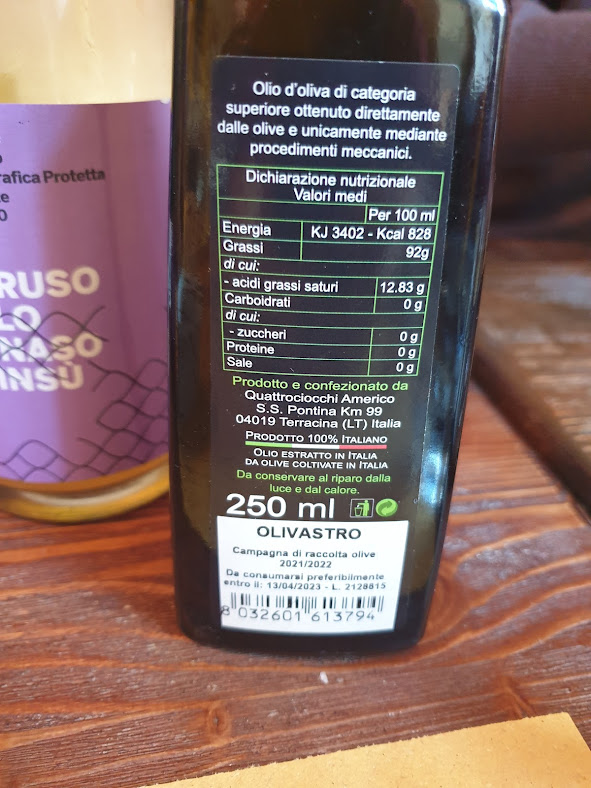 rafica Protetta
RUSO
LO
NASO
INSÙ
Olio d'oliva di categoria
superiore ottenuto direttamente
dalle olive e unicamente mediante
procedimenti meccanici.
Dichiarazione nutrizionale
Valori medi
Per 100 ml
Energia KJ 3402 - Kcal 828
Grassi 92g
di cui:
- acidi grassi saturi 12.83 g
Carboidrati 0 g
di cui:
- zuccheri 0 g
Proteine 0 g
Sale 0 g
Prodotto e confezionato da
Quattrociocchi Americo
S.S. Pontina Km 99
04019 Terracina (LT) Italia
PRODOTTO 100% ITALIANO
OLIO ESTRATTO IN ITALIA
DA OLIVE COLTIVATE IN ITALIA
Da conservare al riparo dalla
luce e dal calore.
250 ml
OLIVASTRO
Campagna di raccolta olive
2021/2022
Da consumarsi preferibilmente
entro il: 13/04/2023 - L. 2128815
8 032601 613794